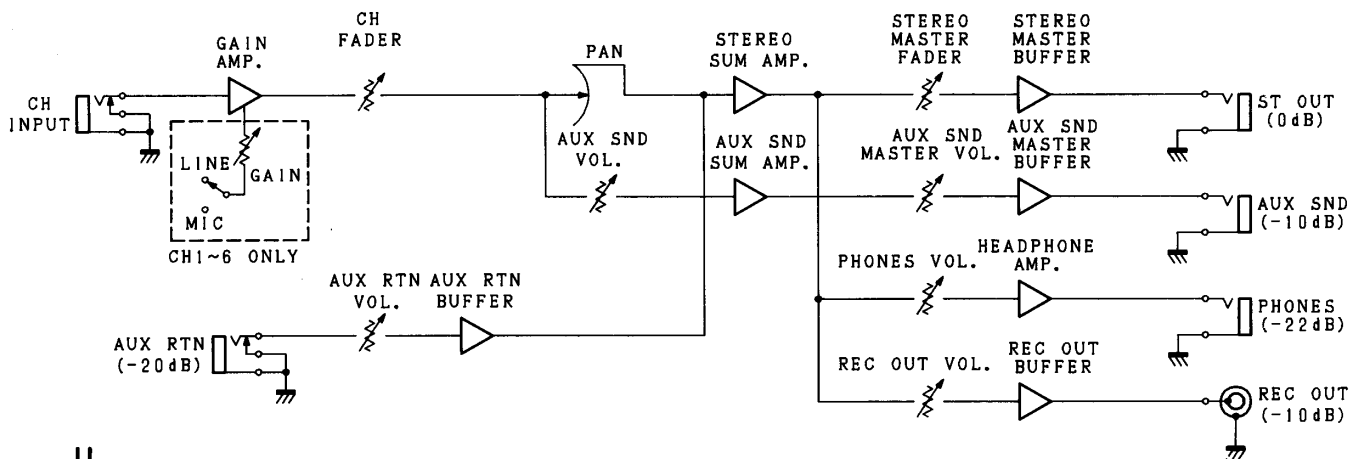 CH
FADER
GAIN
AMP.
PAN
STEREO
SUM AMP.
STEREO
MASTER
FADER
STEREO
MASTER
BUFFER
CH
INPUT
ST OUT
(0dB)
LINE
GAIN
MIC
CH1~6 ONLY
AUX SND
VOL.
AUX SND
SUM AMP.
AUX SND
MASTER VOL.
AUX SND
MASTER
BUFFER
AUX SND
(-10dB)
AUX RTN
VOL.
AUX RTN
BUFFER
PHONES VOL.
HEADPHONE
AMP.
PHONES
(-22dB)
AUX RTN
(-20dB)
REC OUT VOL.
REC OUT
BUFFER
REC OUT
(-10dB)